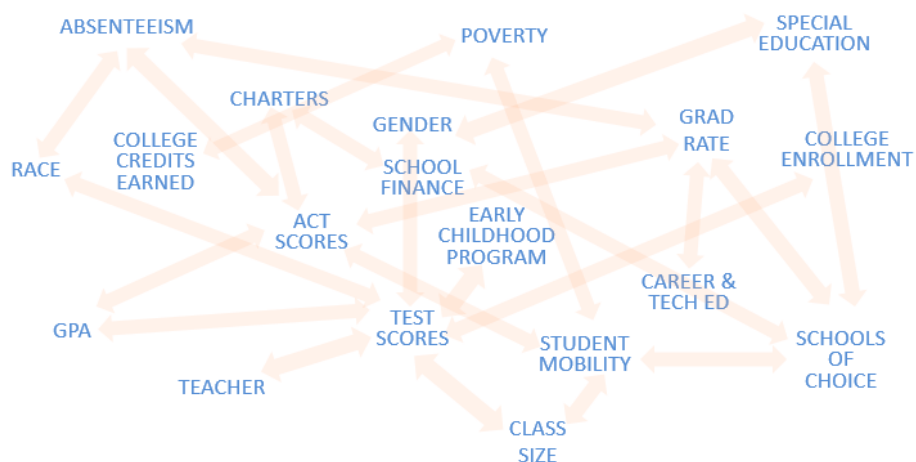 ABSENTEEISM
POVERTY
SPECIAL
EDUCATION
CHARTERS
GENDER
GRAD
RATE
COLLEGE
CREDITS
EARNED
RACE
SCHOOL
FINANCE
COLLEGE
ENROLLMENT
ACT
SCORES
EARLY
CHILDHOOD
PROGRAM
CAREER &
TECH ED
GPA
TEST
SCORES
STUDENT
MOBILITY
SCHOOLS
OF
CHOICE
TEACHER
CLASS
SIZE